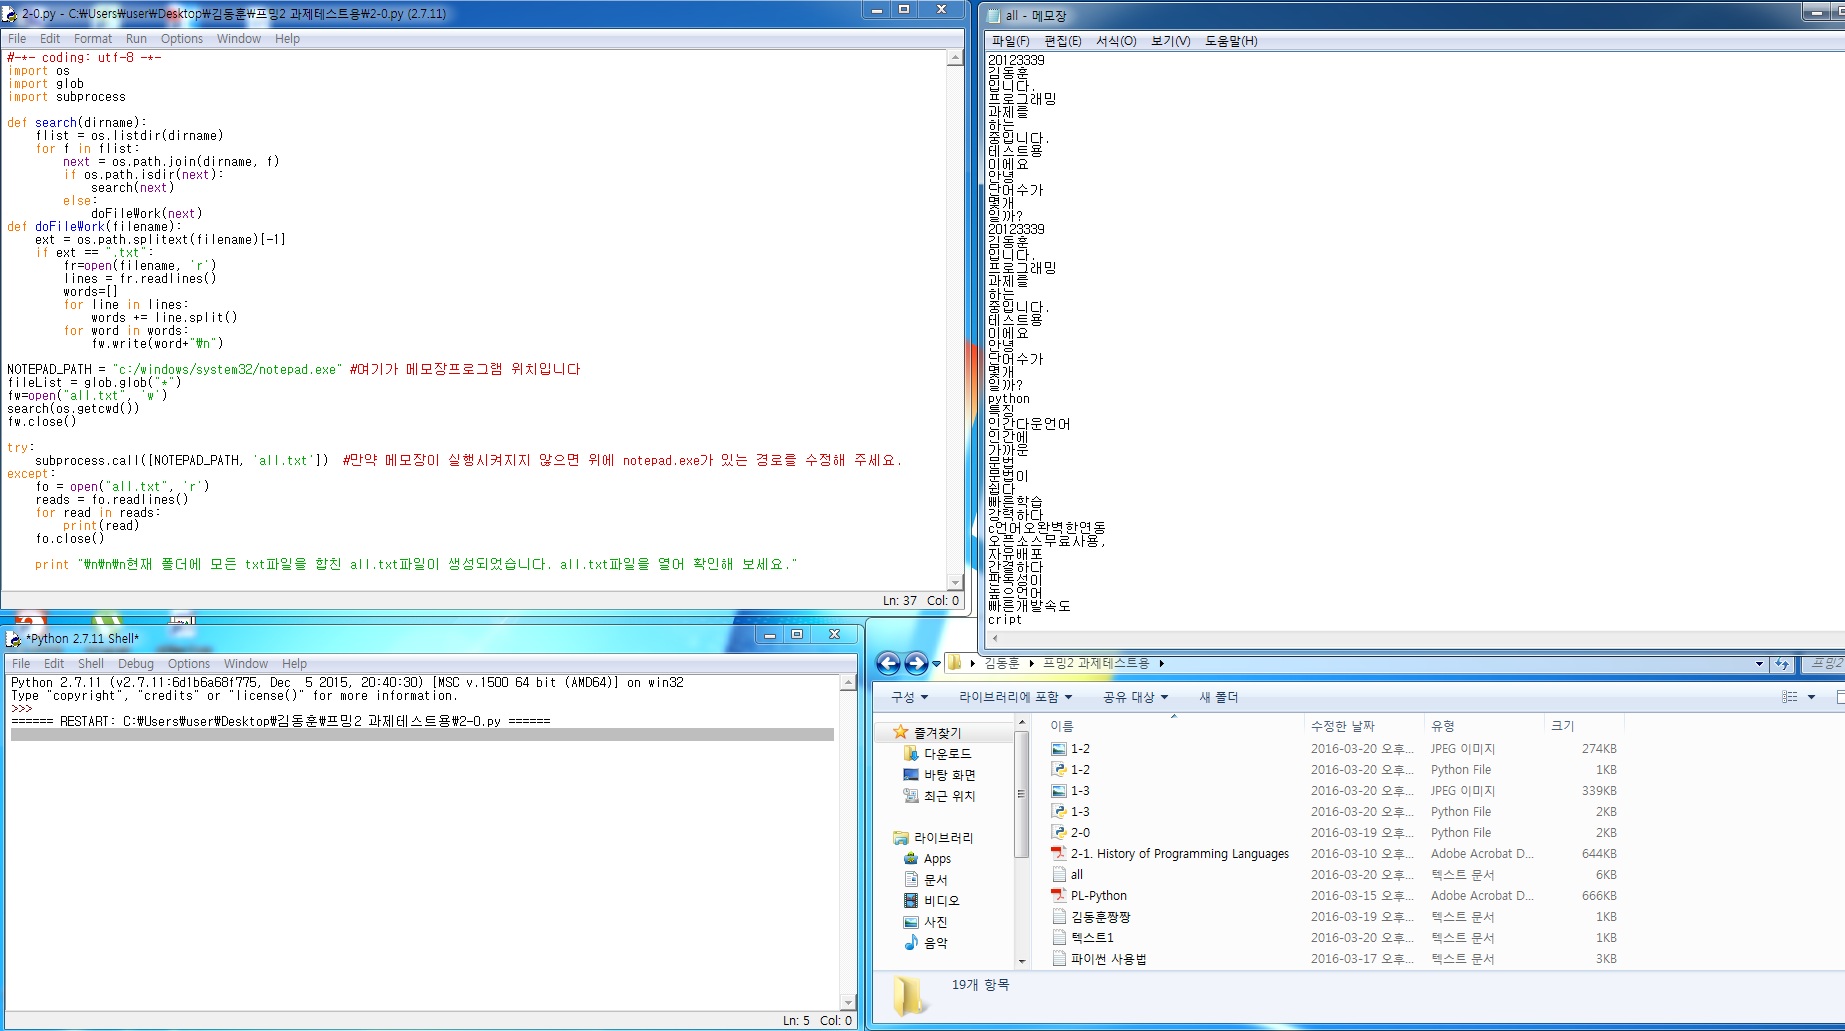 2-0.py - C:\Users\user\Desktop\김동훈\프밍2 과제테스트용\2-0.py (2.7.11)
File Edit Format Run Options Window Help
#-*- coding: utf-8 -*-
import os
import glob
import subprocess
def search(dirname):
flist = os.listdir(dirname)
for f in flist:
next = os.path.join(dirname, f)
if os.path.isdir(next):
search(next)
else:
doFileWork(next)
def doFileWork(filename):
ext = os.path.splitext(filename)[-1]
if ext == ".txt":
fr=open(filename, 'r')
lines = fr.readlines()
words=[]
for line in lines:
words += line.split()
for word in words:
fw.write(word+"\n")
NOTEPAD_PATH = "c:/windows/system32/notepad.exe" #여기가 메모장프로그램 위치입니다
fileList = glob.glob("*")
fw=open("all.txt", 'w')
search(os.getcwd())
fw.close()
try:
subprocess.call([NOTEPAD_PATH, 'all.txt']) #만약 메모장이 실행시켜지지 않으면 위에 notepad.exe가 있는 경로를 수정해 주세요.
except:
fo = open("all.txt", 'r')
reads = fo.readlines()
for read in reads:
print(read)
fo.close()
print "\n\n\n현재 폴더에 모든 txt파일을 합친 all.txt파일이 생성되었습니다. all.txt파일을 열어 확인해 보세요."
Ln: 37 Col: 0
all - 메모장
파일(F) 편집(E) 서식(O) 보기(V) 도움말(H)
20123339
김동훈
입니다.
프로그래밍
과제를
하는
중입니다.
테스트용
이에요
안녕
단어수가
몇개
일까?
20123339
김동훈
입니다.
프로그래밍
과제를
하는
중입니다.
테스트용
이에요
안녕
단어수가
몇개
일까?
python
특징
인간다운언어
인간에
가까운
문법
문법이
쉽다
빠른학습
강력하다
c언어오완벽한연동
오픈소스무료사용,
자유배포
간결하다
판독성이
높으언어
빠른개발속도
cript
*Python 2.7.11 Shell*
File Edit Shell Debug Options Window Help
Python 2.7.11 (v2.7.11:6d1b6a68f775, Dec 5 2015, 20:40:30) [MSC v.1500 64 bit (AMD64)] on win32
Type "copyright", "credits" or "license()" for more information.
>>>
====== RESTART: C:\Users\user\Desktop\김동훈\프밍2 과제테스트용\2-0.py ======
Ln: 5 Col: 0
김동훈 프밍2 과제테스트용 프밍2
구성 라이브러리에 포함 공유 대상 새 폴더
즐겨찾기
다운로드
바탕 화면
최근 위치
라이브러리
Apps
문서
비디오
사진
음악
이름 수정한 날짜 유형 크기
1-2 2016-03-20 오후... JPEG 이미지 274KB
1-2 2016-03-20 오후... Python File 1KB
1-3 2016-03-20 오후... JPEG 이미지 339KB
1-3 2016-03-20 오후... Python File 2KB
2-0 2016-03-19 오후... Python File 2KB
2-1. History of Programming Languages 2016-03-10 오후... Adobe Acrobat D... 644KB
all 2016-03-20 오후... 텍스트 문서 6KB
PL-Python 2016-03-15 오후... Adobe Acrobat D... 666KB
김동훈짱짱 2016-03-19 오후... 텍스트 문서 1KB
텍스트1 2016-03-20 오후... 텍스트 문서 1KB
파이썬 사용법 2016-03-17 오후... 텍스트 문서 3KB
19개 항목